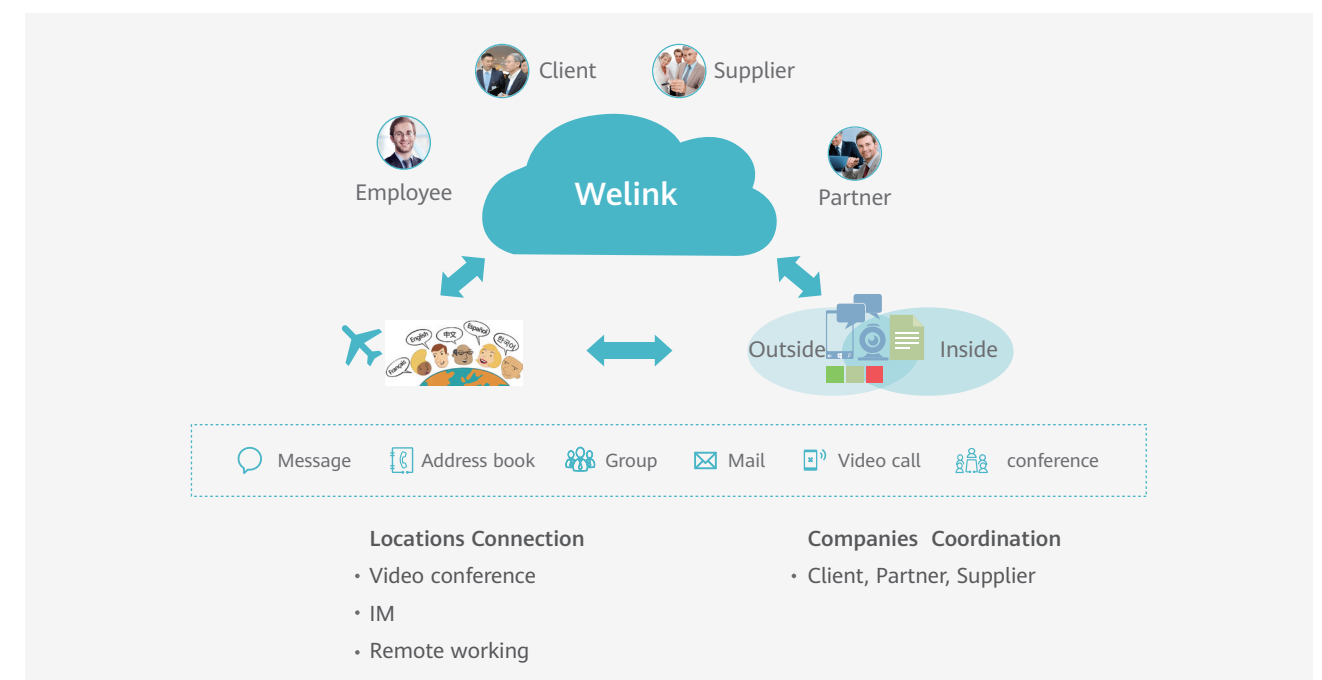 Client
Supplier
Employee
Welink
Partner
Français
English
中文
Español
한국어
Outside
Inside
Message
Address book
Group
Mail
Video call
conference
Locations Connection
Companies Coordination
• Video conference
• Client, Partner, Supplier
• IM
• Remote working